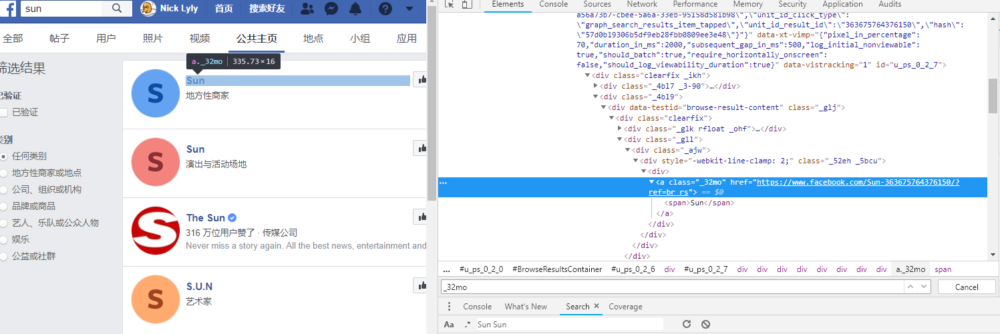 sun
Nick Lyly
首页
搜索好友
全部
帖子
用户
照片
视频
公共主页
地点
小组
应用
筛选结果
已验证
已验证
类别
任何类别
地方性商家或地点
公司、组织或机构
品牌或商品
艺人、乐队或公众人物
娱乐
公益或社群
a._32mo 335.73×16
Sun
地方性商家
Sun
演出与活动场地
The Sun
316 万位用户赞了 · 传媒公司
Never miss a story again. All the best news, entertainment and
S.U.N
艺术家
Elements Console Sources Network Performance Memory Security Application Audits
a56a73b7-cbee-5a6a-33eb-95158d581b98\",\"unit_id_click_type\":
\"graph_search_results_item_tapped\",\"unit_id_result_id\":\"363675764376150\",\"hash\":
\"57d0b19306b5df9eb28fbb0809ee3e48\"}"}" data-xt-vimp="{"pixel_in_percentage":
70,"duration_in_ms":2000,"subsequent_gap_in_ms":500,"log_initial_nonviewable":
true,"should_batch":true,"require_horizontally_onscreen":
false,"should_log_viewability_duration":true}" data-vistracking="1" id="u_ps_0_2_7">
<div class="clearfix _ikh">
<div class="_4bl7 _3-90">…</div>
<div class="_4bl9">
<div data-testid="browse-result-content" class="_glj">
<div class="clearfix">
<div class="_glk rfloat _ohf">…</div>
<div class="_gll">
<div class="_ajw">
<div style="-webkit-line-clamp: 2;" class="_52eh _5bcu">
<div>
<a class="_32mo" href="https://www.facebook.com/Sun-363675764376150/?
ref=br_rs"> == $0
<span>Sun</span>
</a>
</div>
</div>
</div>
</div>
... #u_ps_0_2_0 #BrowseResultsContainer #u_ps_0_2_6 div #u_ps_0_2_7 div div div div div div div div a._32mo span
_32mo
Cancel
Console What's New Search × Coverage
Aa .* Sun Sun